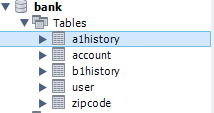 bank
Tables
a1history
account
b1history
user
zipcode